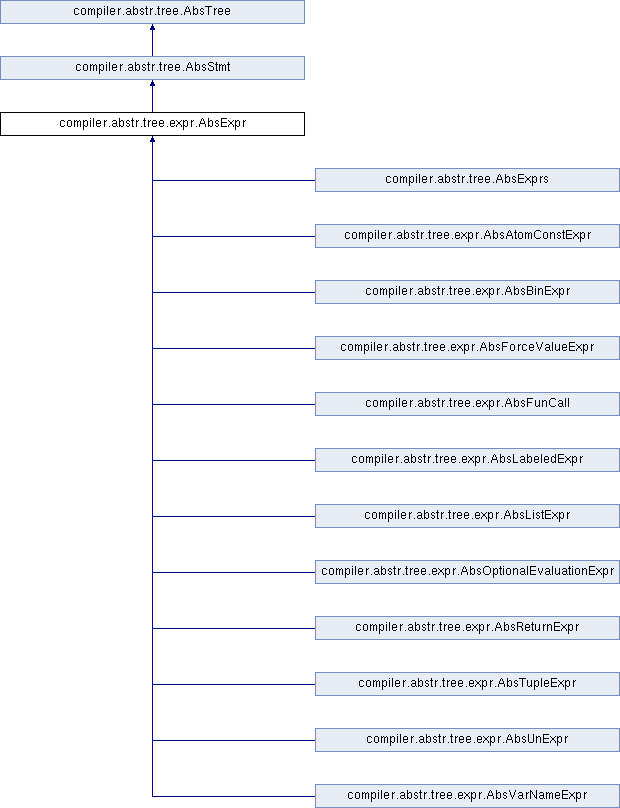 compiler.abstr.tree.AbsTree
compiler.abstr.tree.AbsStmt
compiler.abstr.tree.expr.AbsExpr
compiler.abstr.tree.AbsExprs
compiler.abstr.tree.expr.AbsAtomConstExpr
compiler.abstr.tree.expr.AbsBinExpr
compiler.abstr.tree.expr.AbsForceValueExpr
compiler.abstr.tree.expr.AbsFunCall
compiler.abstr.tree.expr.AbsLabeledExpr
compiler.abstr.tree.expr.AbsListExpr
compiler.abstr.tree.expr.AbsOptionalEvaluationExpr
compiler.abstr.tree.expr.AbsReturnExpr
compiler.abstr.tree.expr.AbsTupleExpr
compiler.abstr.tree.expr.AbsUnExpr
compiler.abstr.tree.expr.AbsVarNameExpr